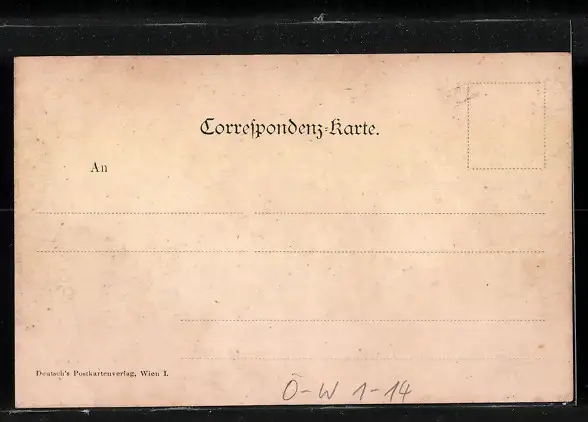 Correſpondenz-Karte.
An
Deutsch's Postkartenverlag, Wien I.
Ö-W 1-14